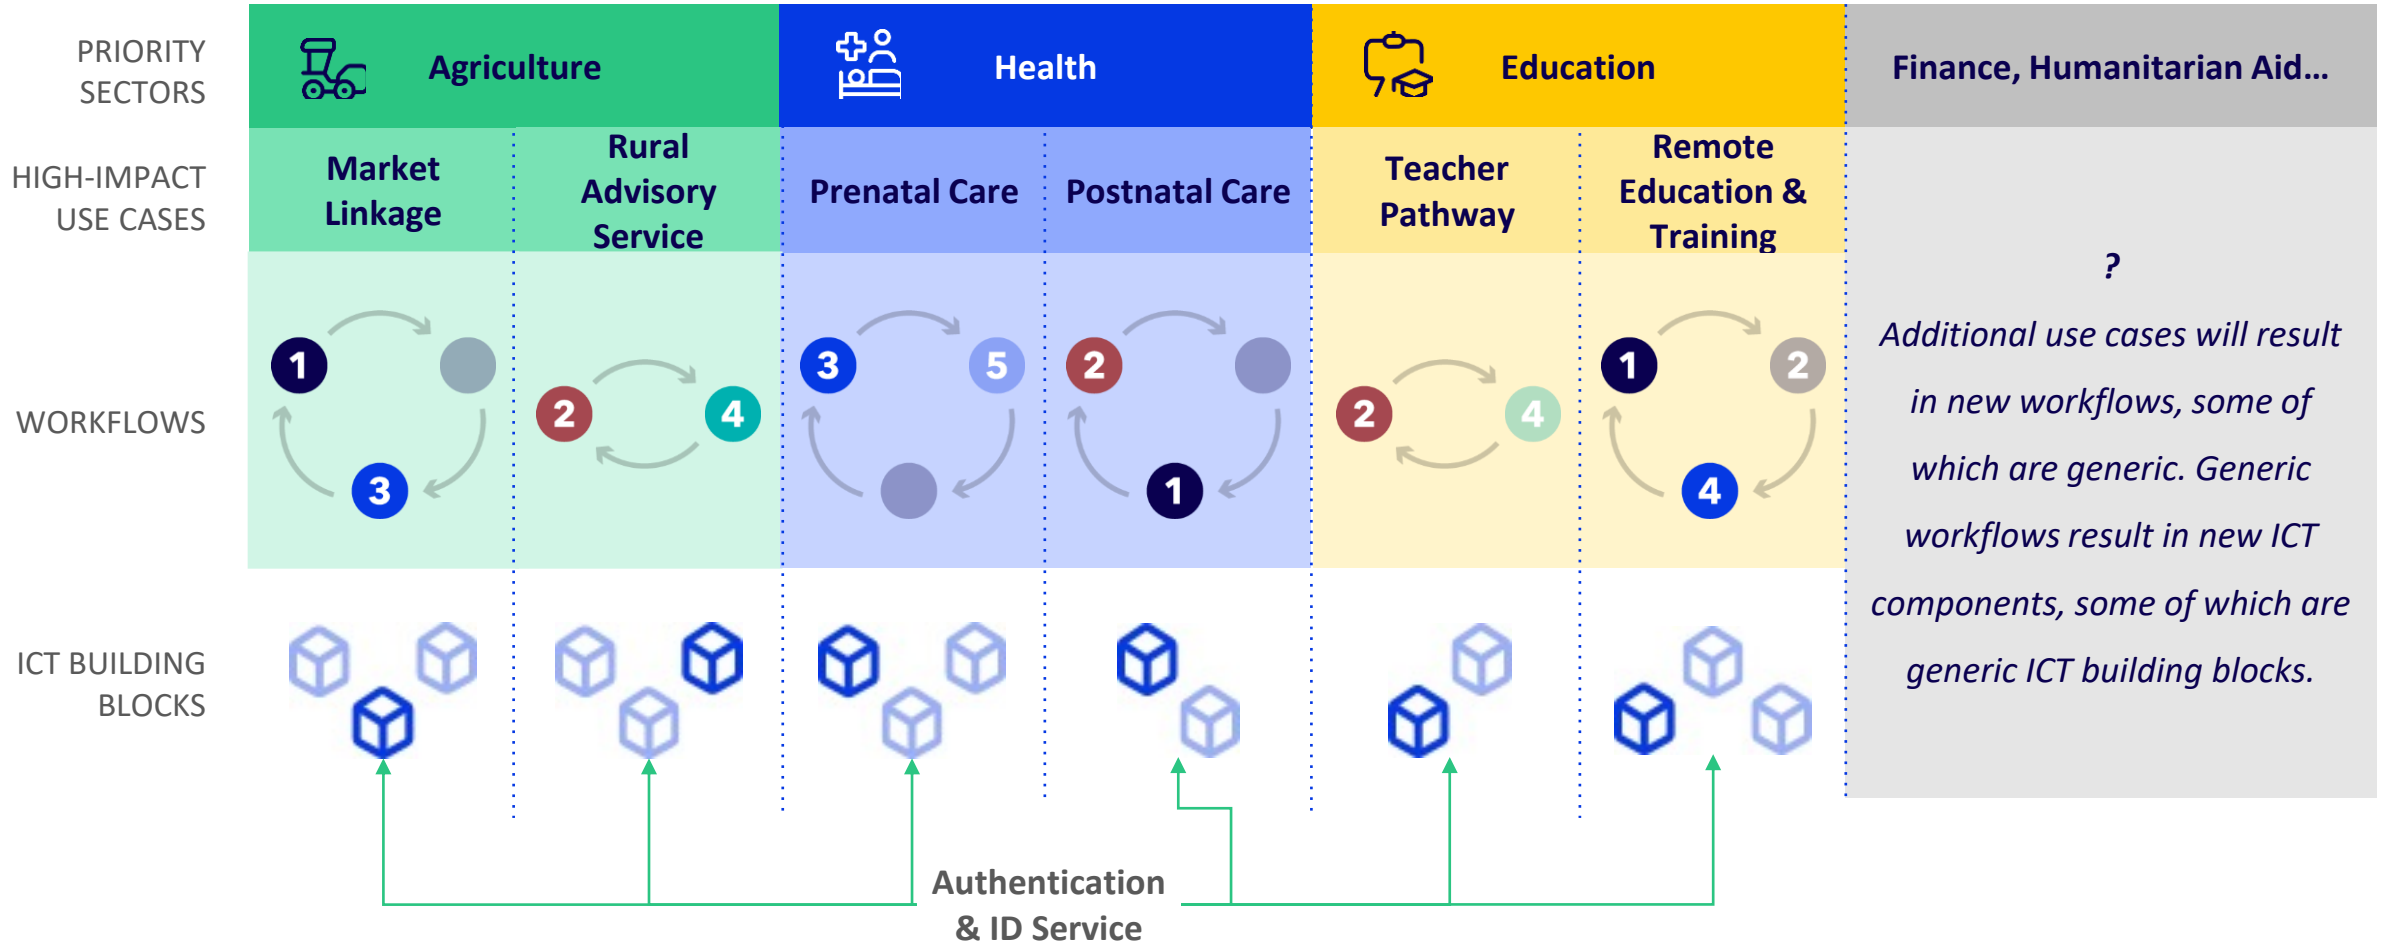 PRIORITY
SECTORS
Agriculture
Health
Education
Finance, Humanitarian Aid...
HIGH-IMPACT
USE CASES
Market
Linkage
Rural
Advisory
Service
Prenatal Care
Postnatal Care
Teacher
Pathway
Remote
Education &
Training
WORKFLOWS
1
3
2
4
3
5
2
1
2
4
1
2
4
?
Additional use cases will result
in new workflows, some of
which are generic. Generic
workflows result in new ICT
components, some of which are
generic ICT building blocks.
ICT BUILDING
BLOCKS
Authentication
& ID Service